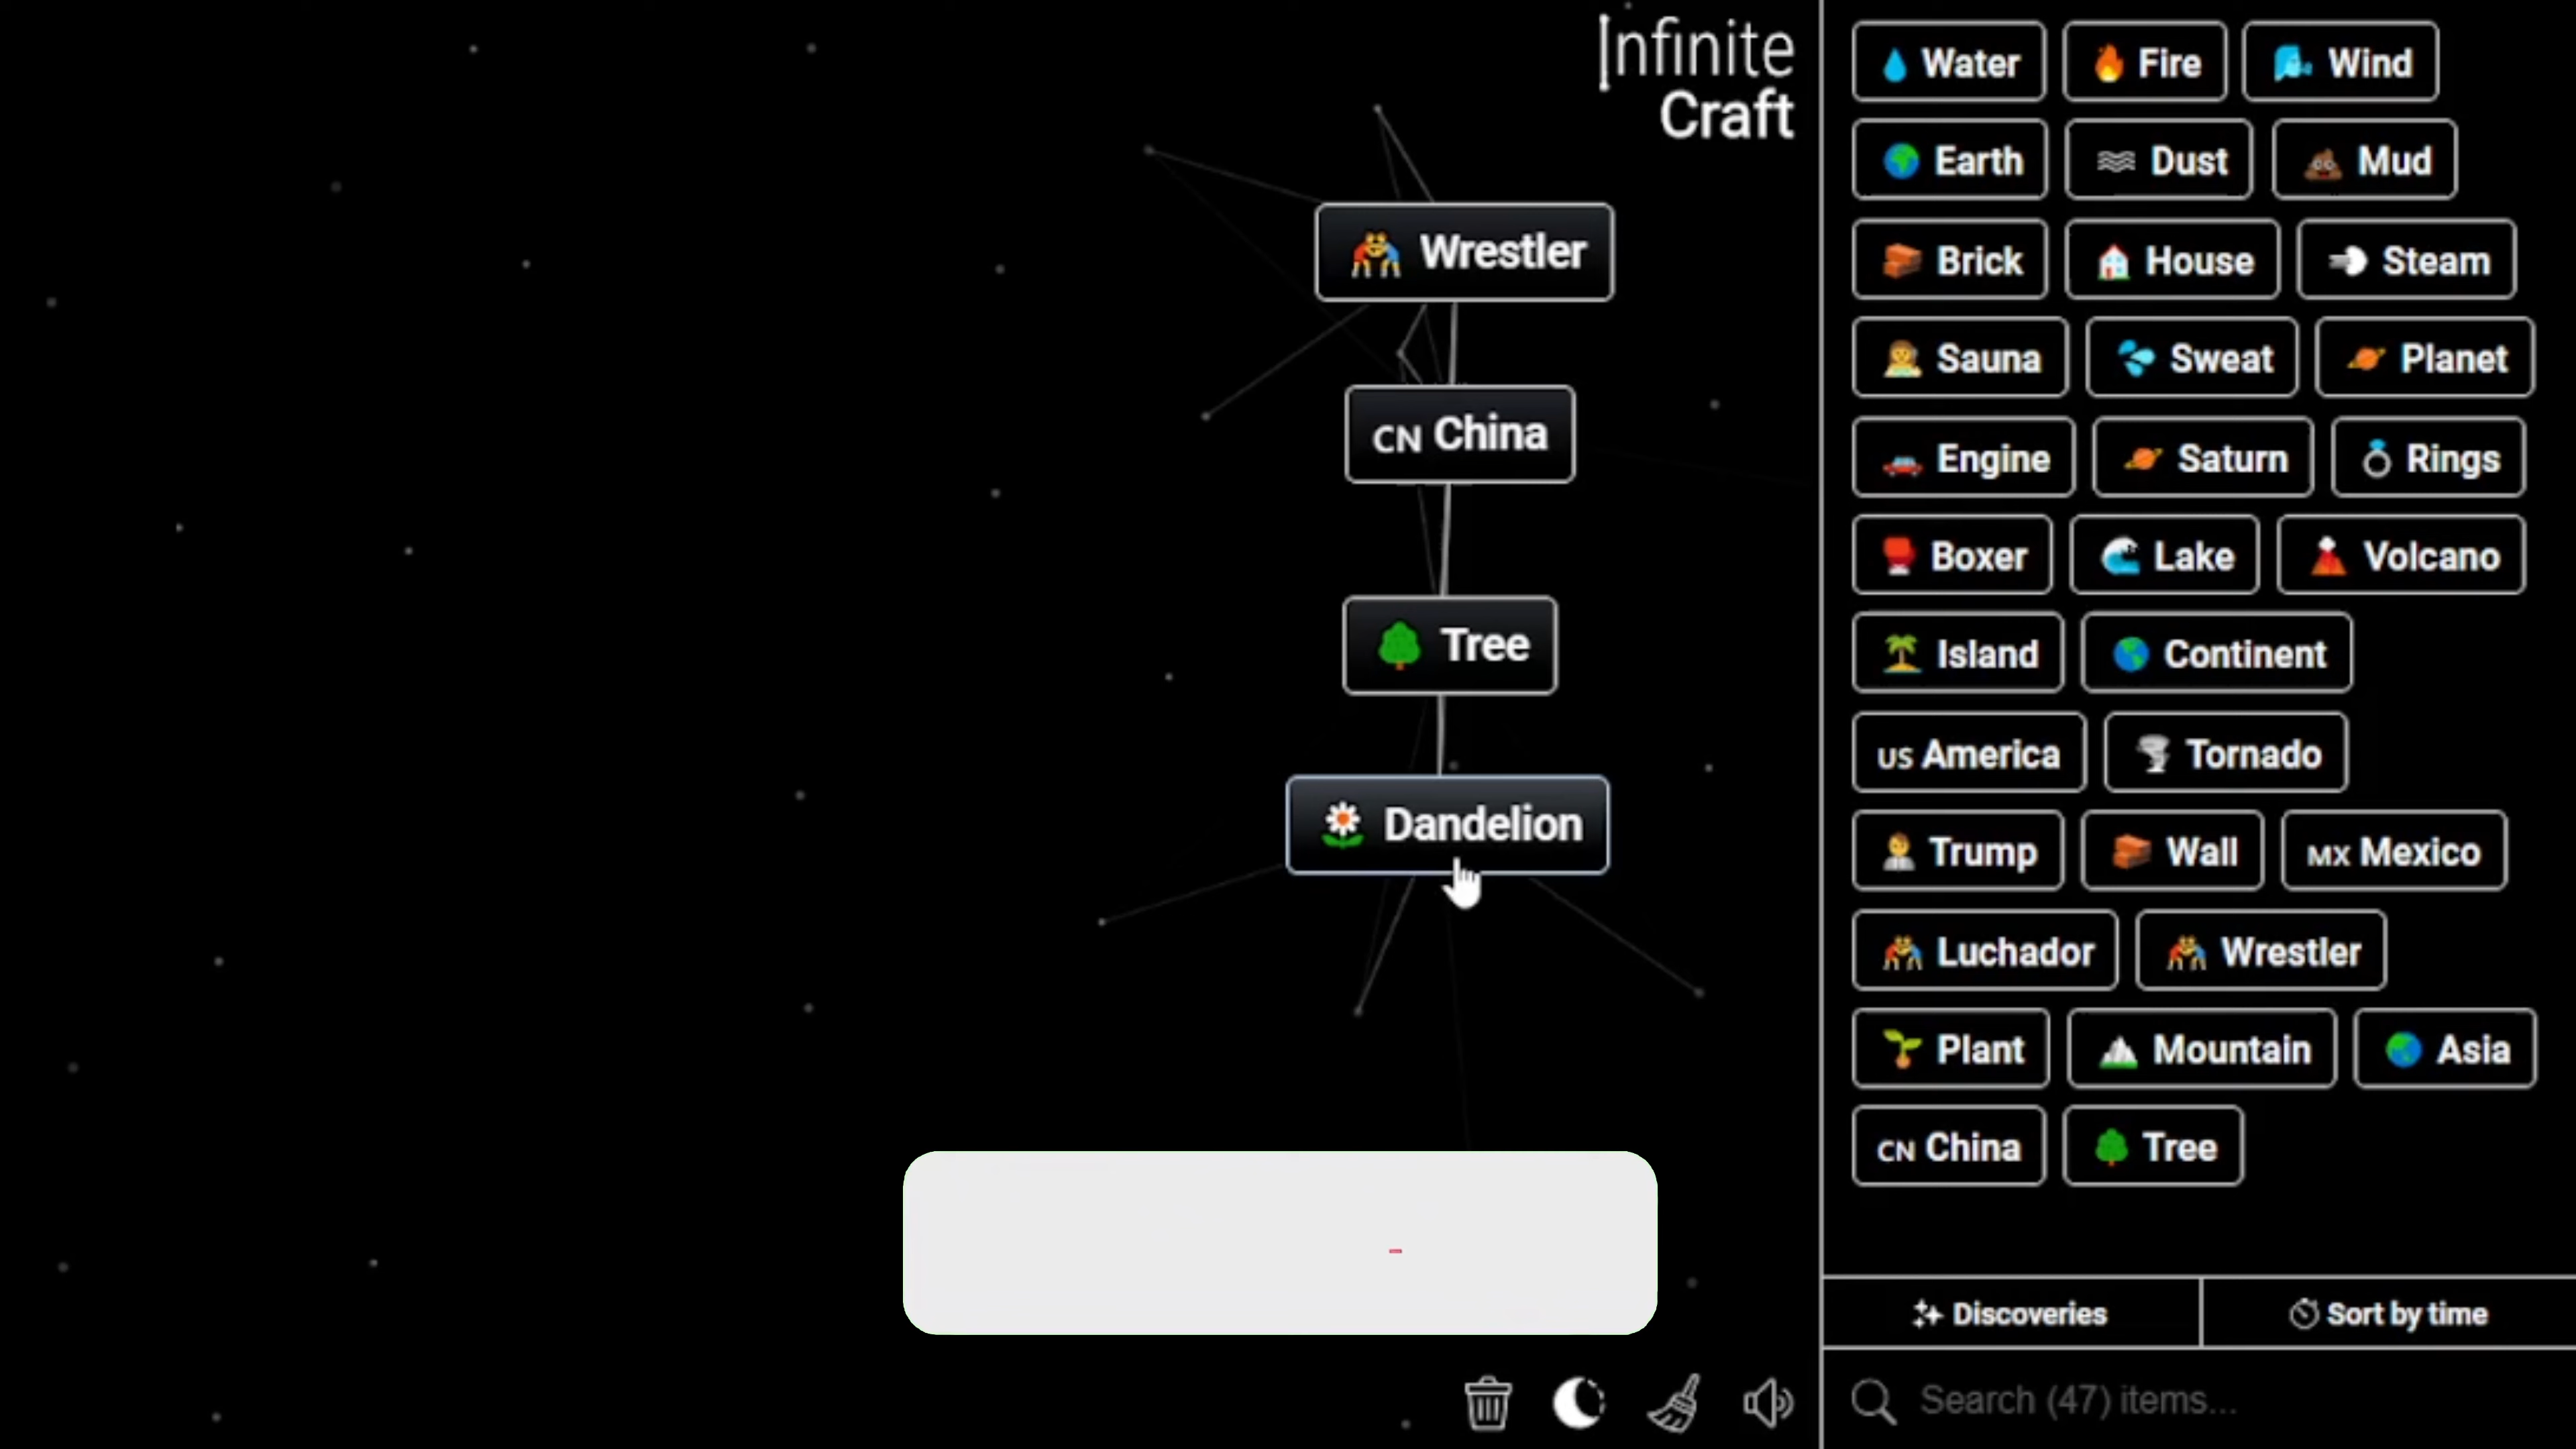 Infinite
Craft
Wrestler
CN China
Tree
Dandelion
Water Fire Wind
Earth Dust Mud
Brick House Steam
Sauna Sweat Planet
Engine Saturn Rings
Boxer Lake Volcano
Island Continent
US America Tornado
Trump Wall MX Mexico
Luchador Wrestler
Plant Mountain Asia
CN China Tree
Discoveries Sort by time
Search (47) items...